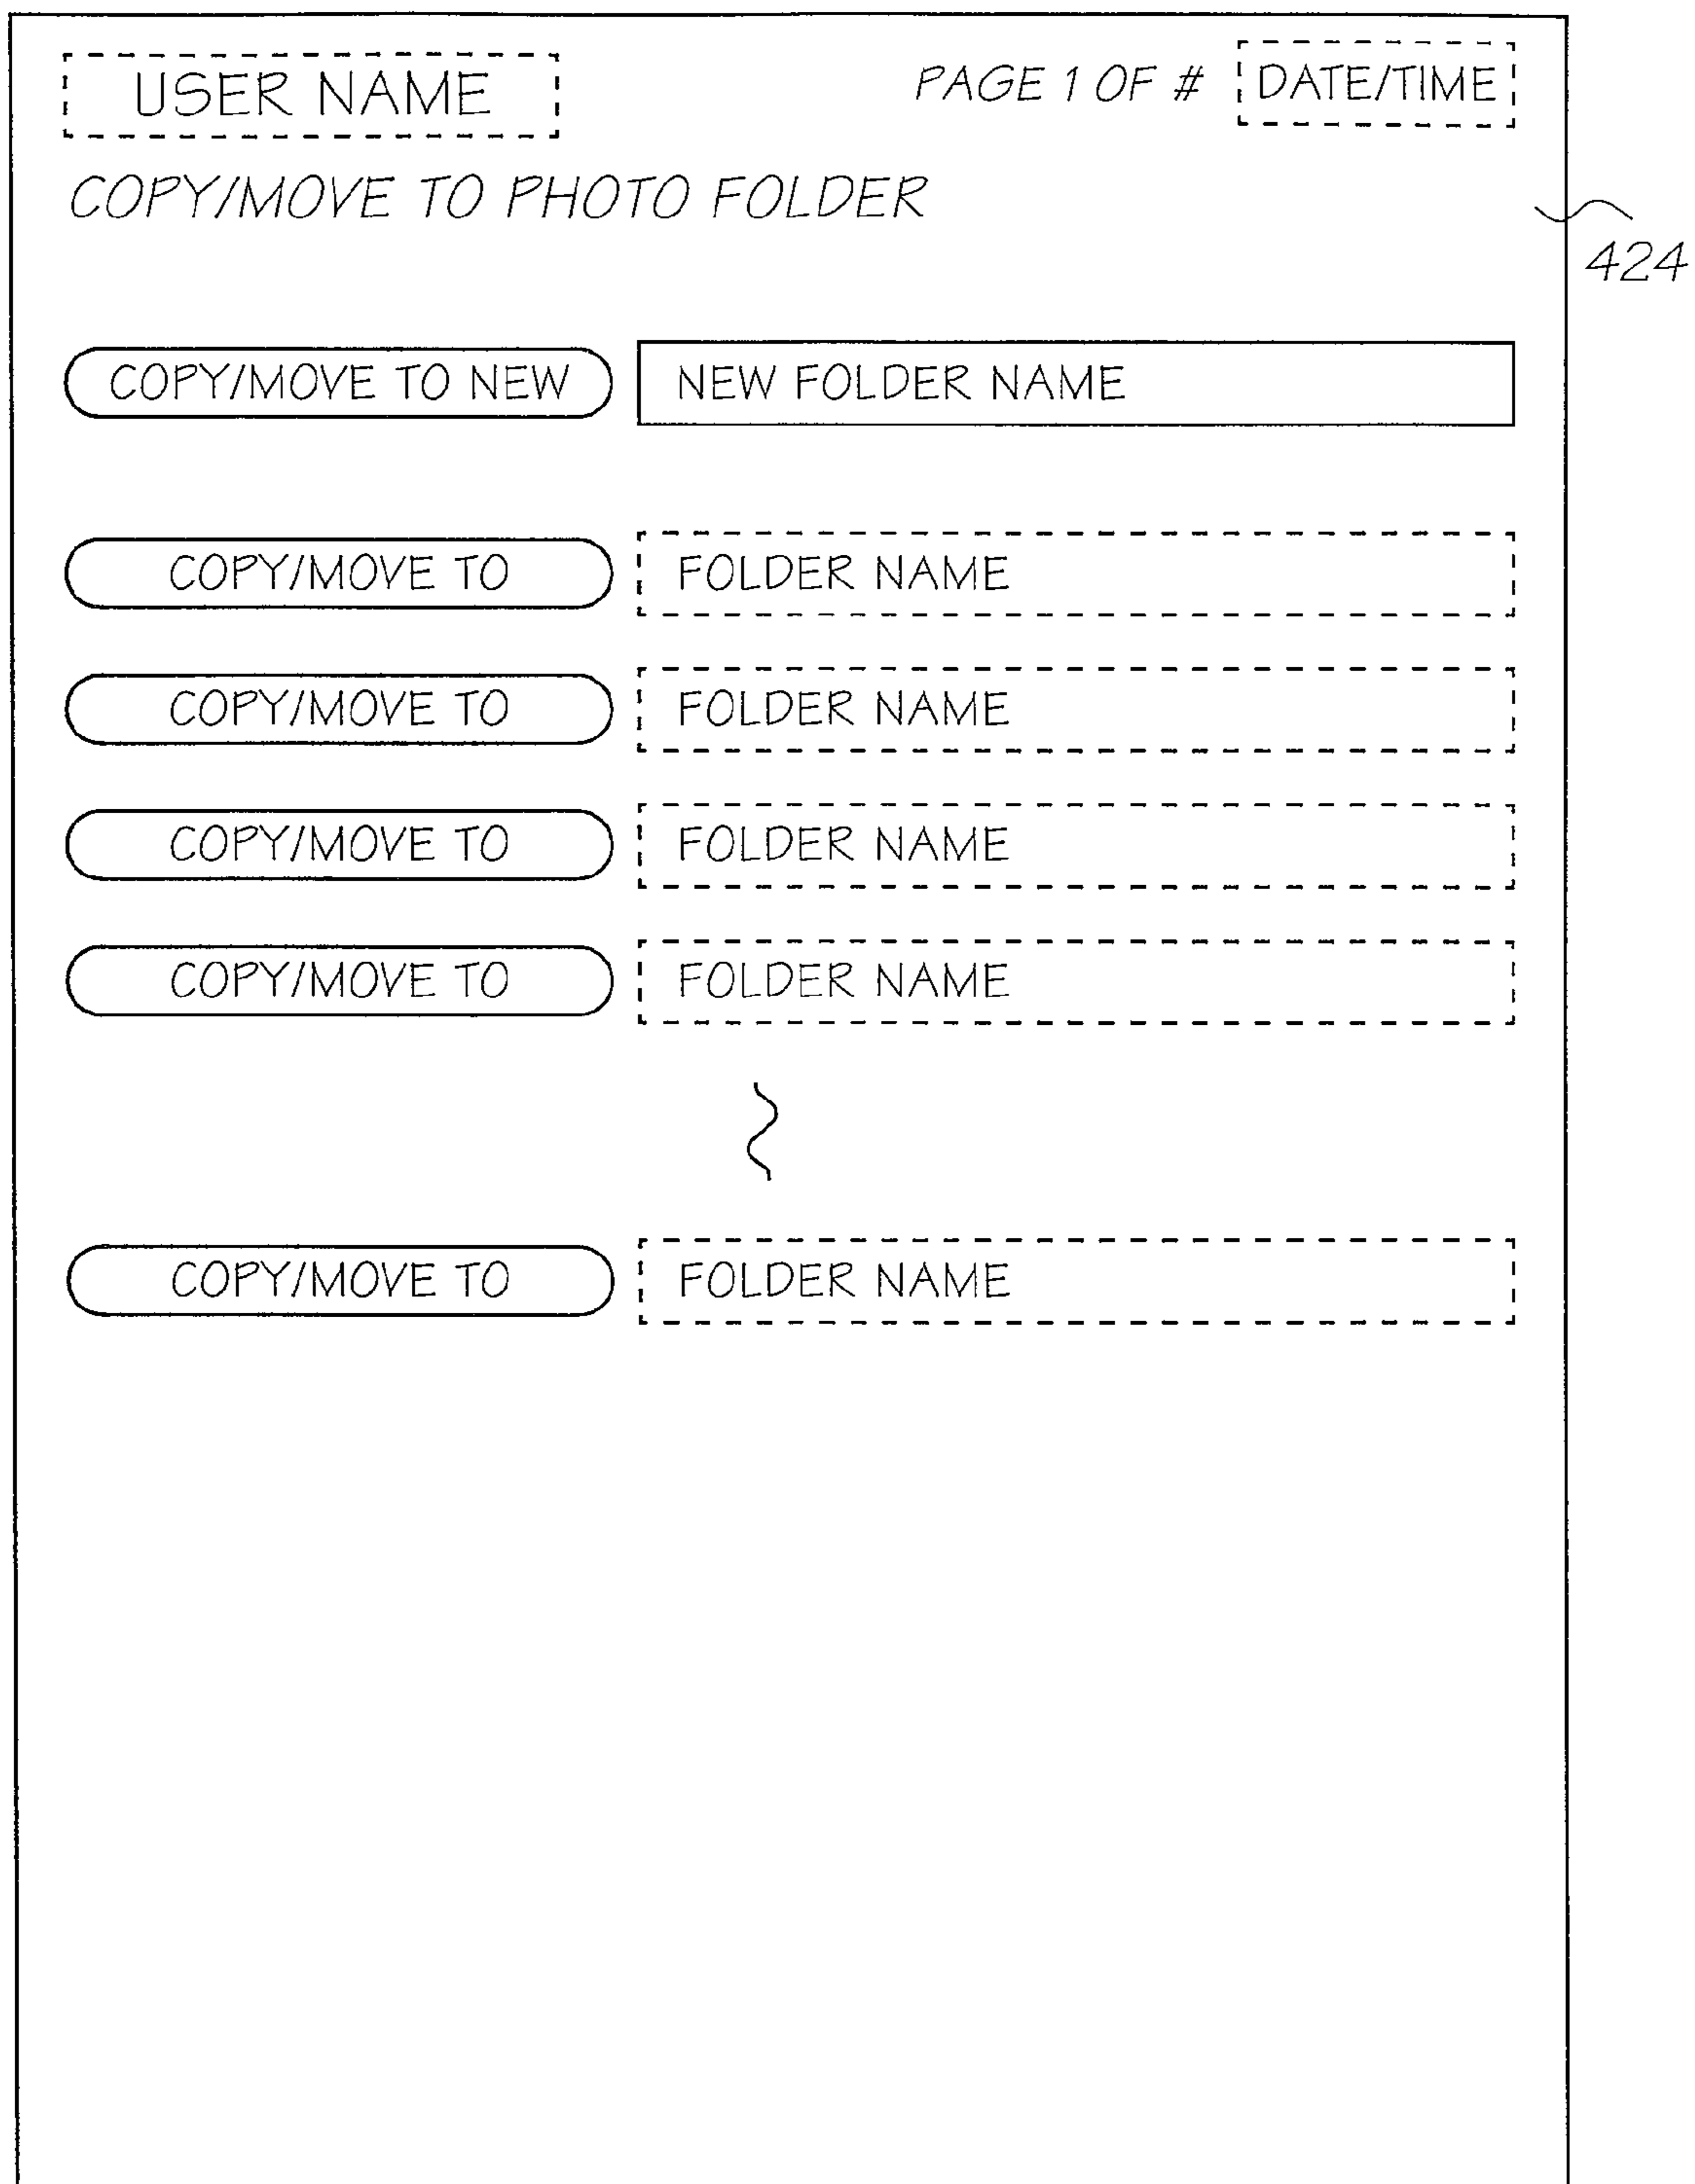 USER NAME PAGE 1 OF # DATE/TIME
COPY/MOVE TO PHOTO FOLDER
424
COPY/MOVE TO NEW NEW FOLDER NAME
COPY/MOVE TO FOLDER NAME
COPY/MOVE TO FOLDER NAME
COPY/MOVE TO FOLDER NAME
COPY/MOVE TO FOLDER NAME
COPY/MOVE TO FOLDER NAME